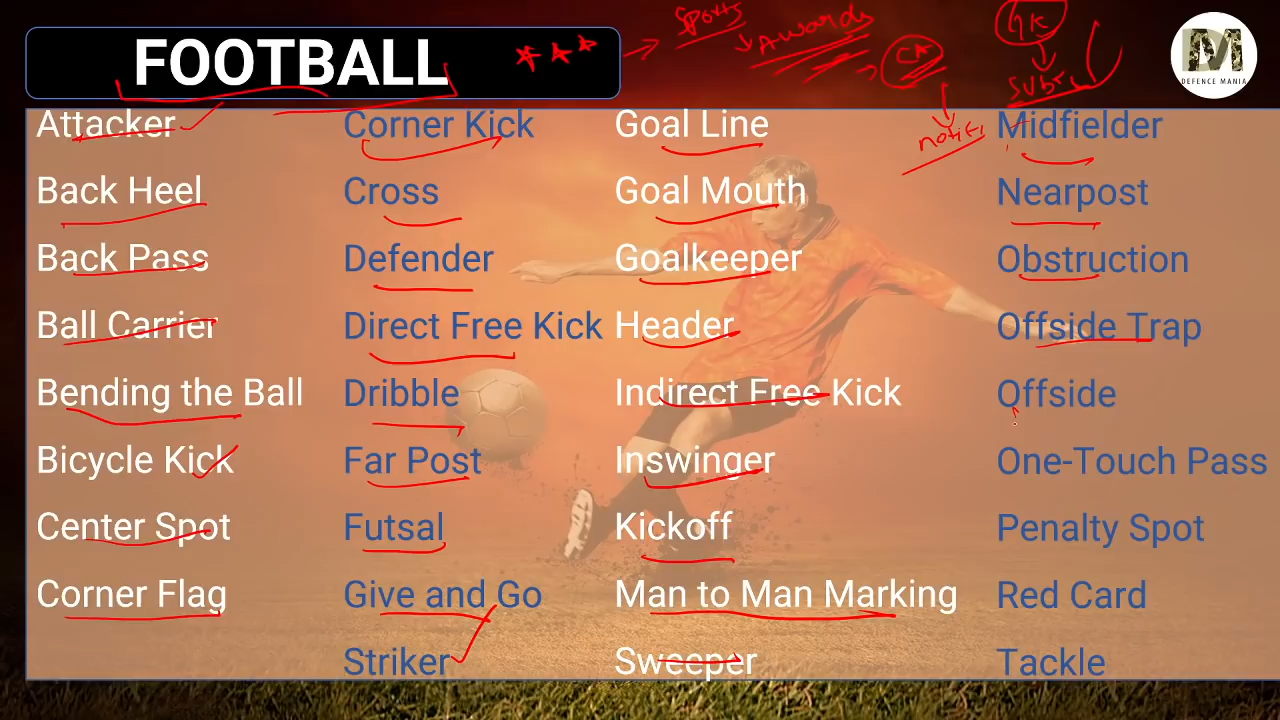 FOOTBALL
Sports
Awards
CA
GK
DEFENCE MANIA
Attacker
Back Heel
Back Pass
Ball Carrier
Bending the Ball
Bicycle Kick
Center Spot
Corner Flag
Corner Kick
Cross
Defender
Direct Free Kick
Dribble
Far Post
Futsal
Give and Go
Striker
Goal Line
Goal Mouth
Goalkeeper
Header
Indirect Free Kick
Inswinger
Kickoff
Man to Man Marking
Sweeper
Midfielder
Nearpost
Obstruction
Offside Trap
Offside
One-Touch Pass
Penalty Spot
Red Card
Tackle